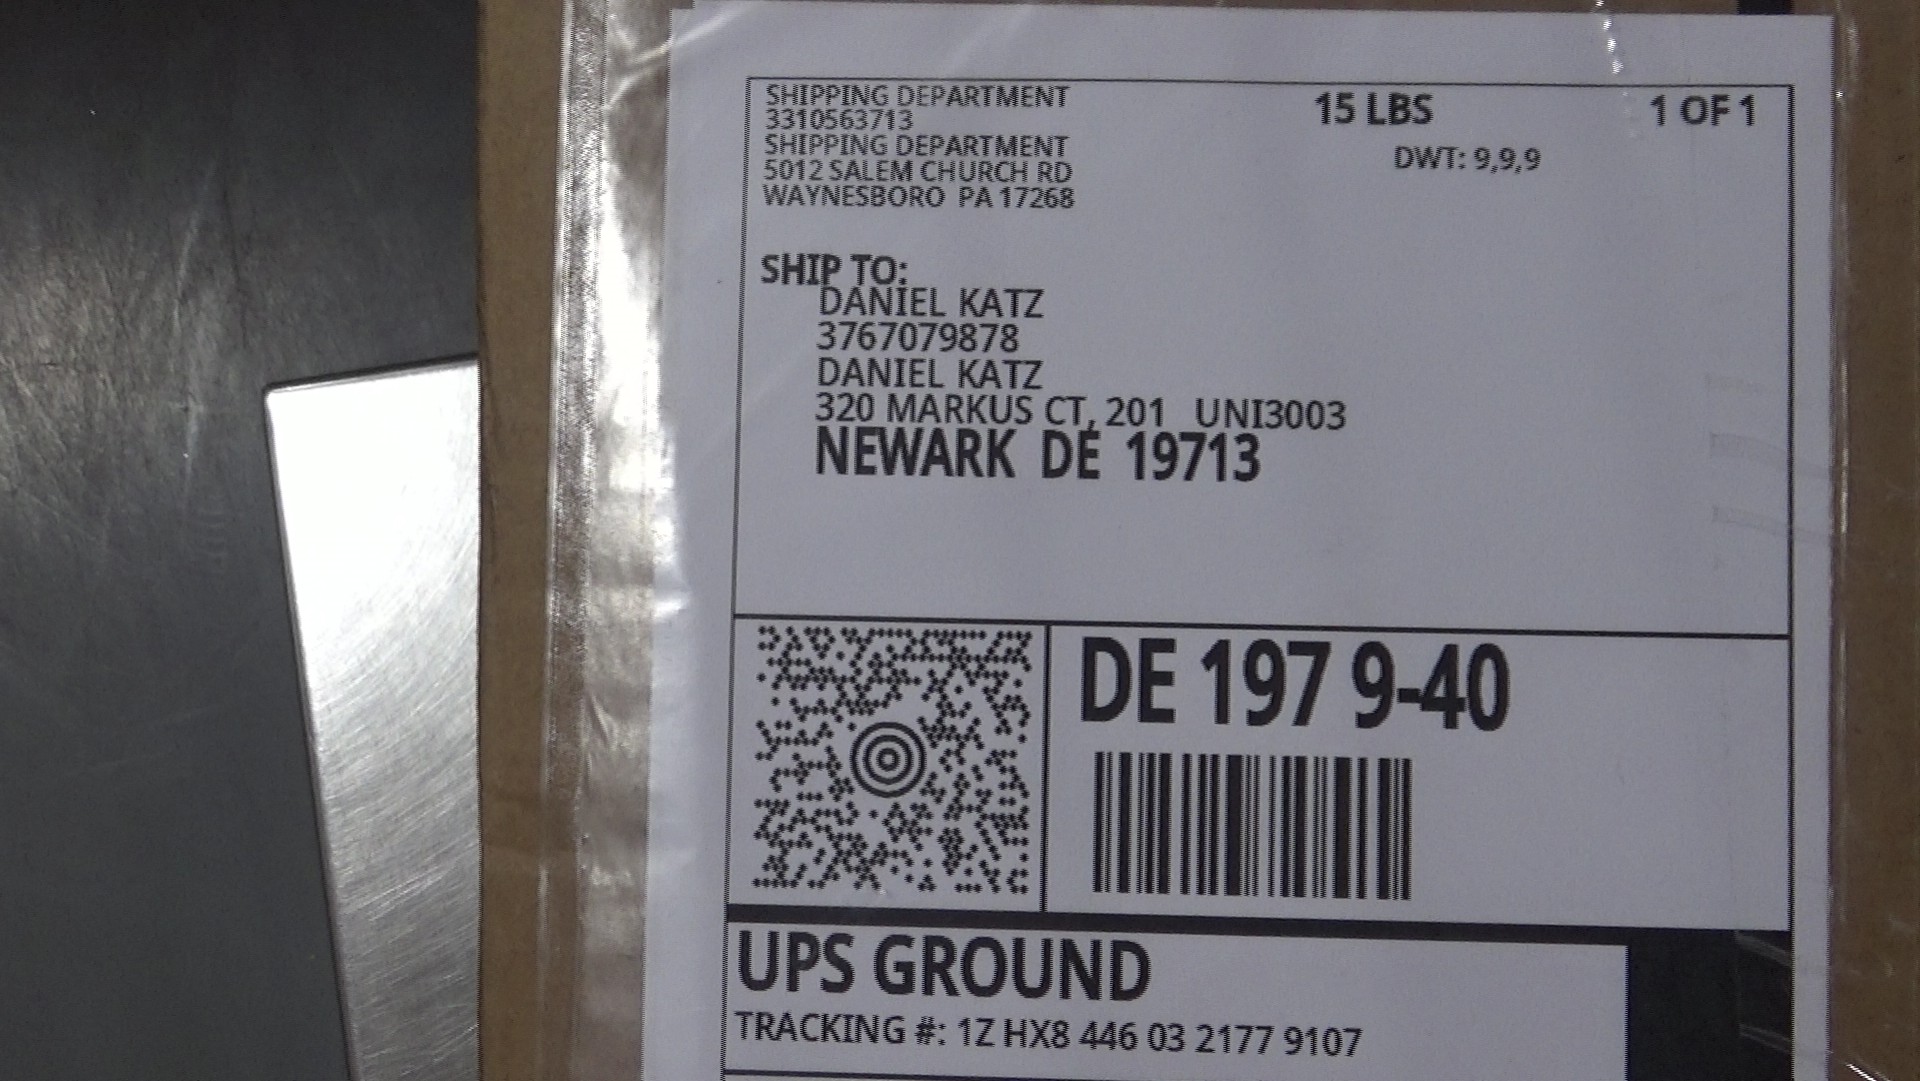 SHIPPING DEPARTMENT
3310563713
SHIPPING DEPARTMENT
5012 SALEM CHURCH RD
WAYNESBORO PA 17268
15 LBS
1 OF 1
DWT: 9,9,9
SHIP TO:
DANIEL KATZ
3767079878
DANIEL KATZ
320 MARKUS CT, 201 UNI3003
NEWARK DE 19713
DE 197 9-40
UPS GROUND
TRACKING #: 1Z HX8 446 03 2177 9107